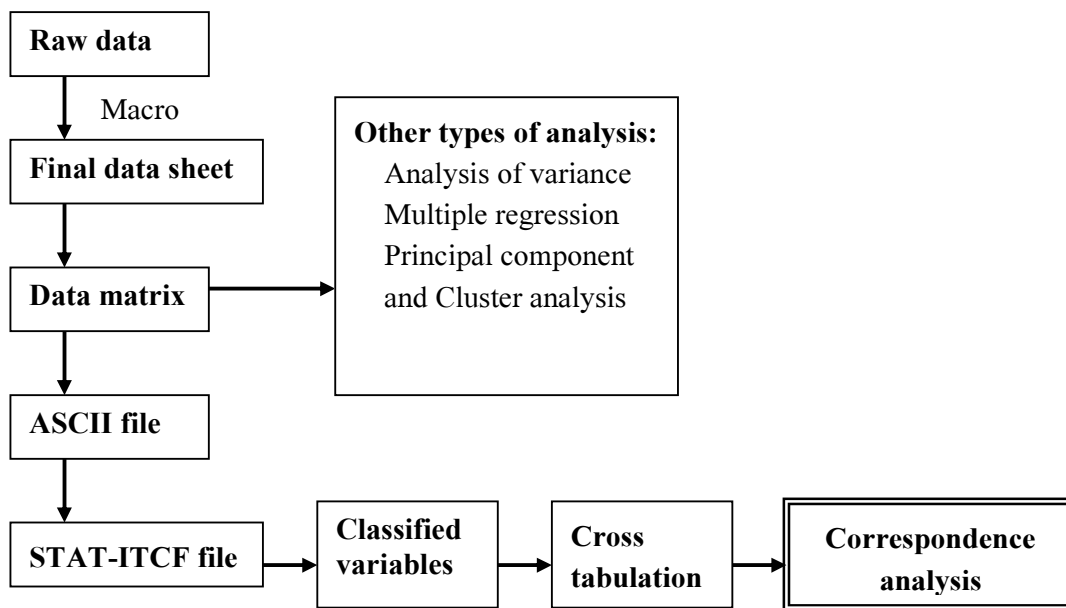 Raw data
Macro
Final data sheet
Data matrix
Other types of analysis:
Analysis of variance
Multiple regression
Principal component
and Cluster analysis
ASCII file
STAT-ITCF file
Classified
variables
Cross
tabulation
Correspondence
analysis